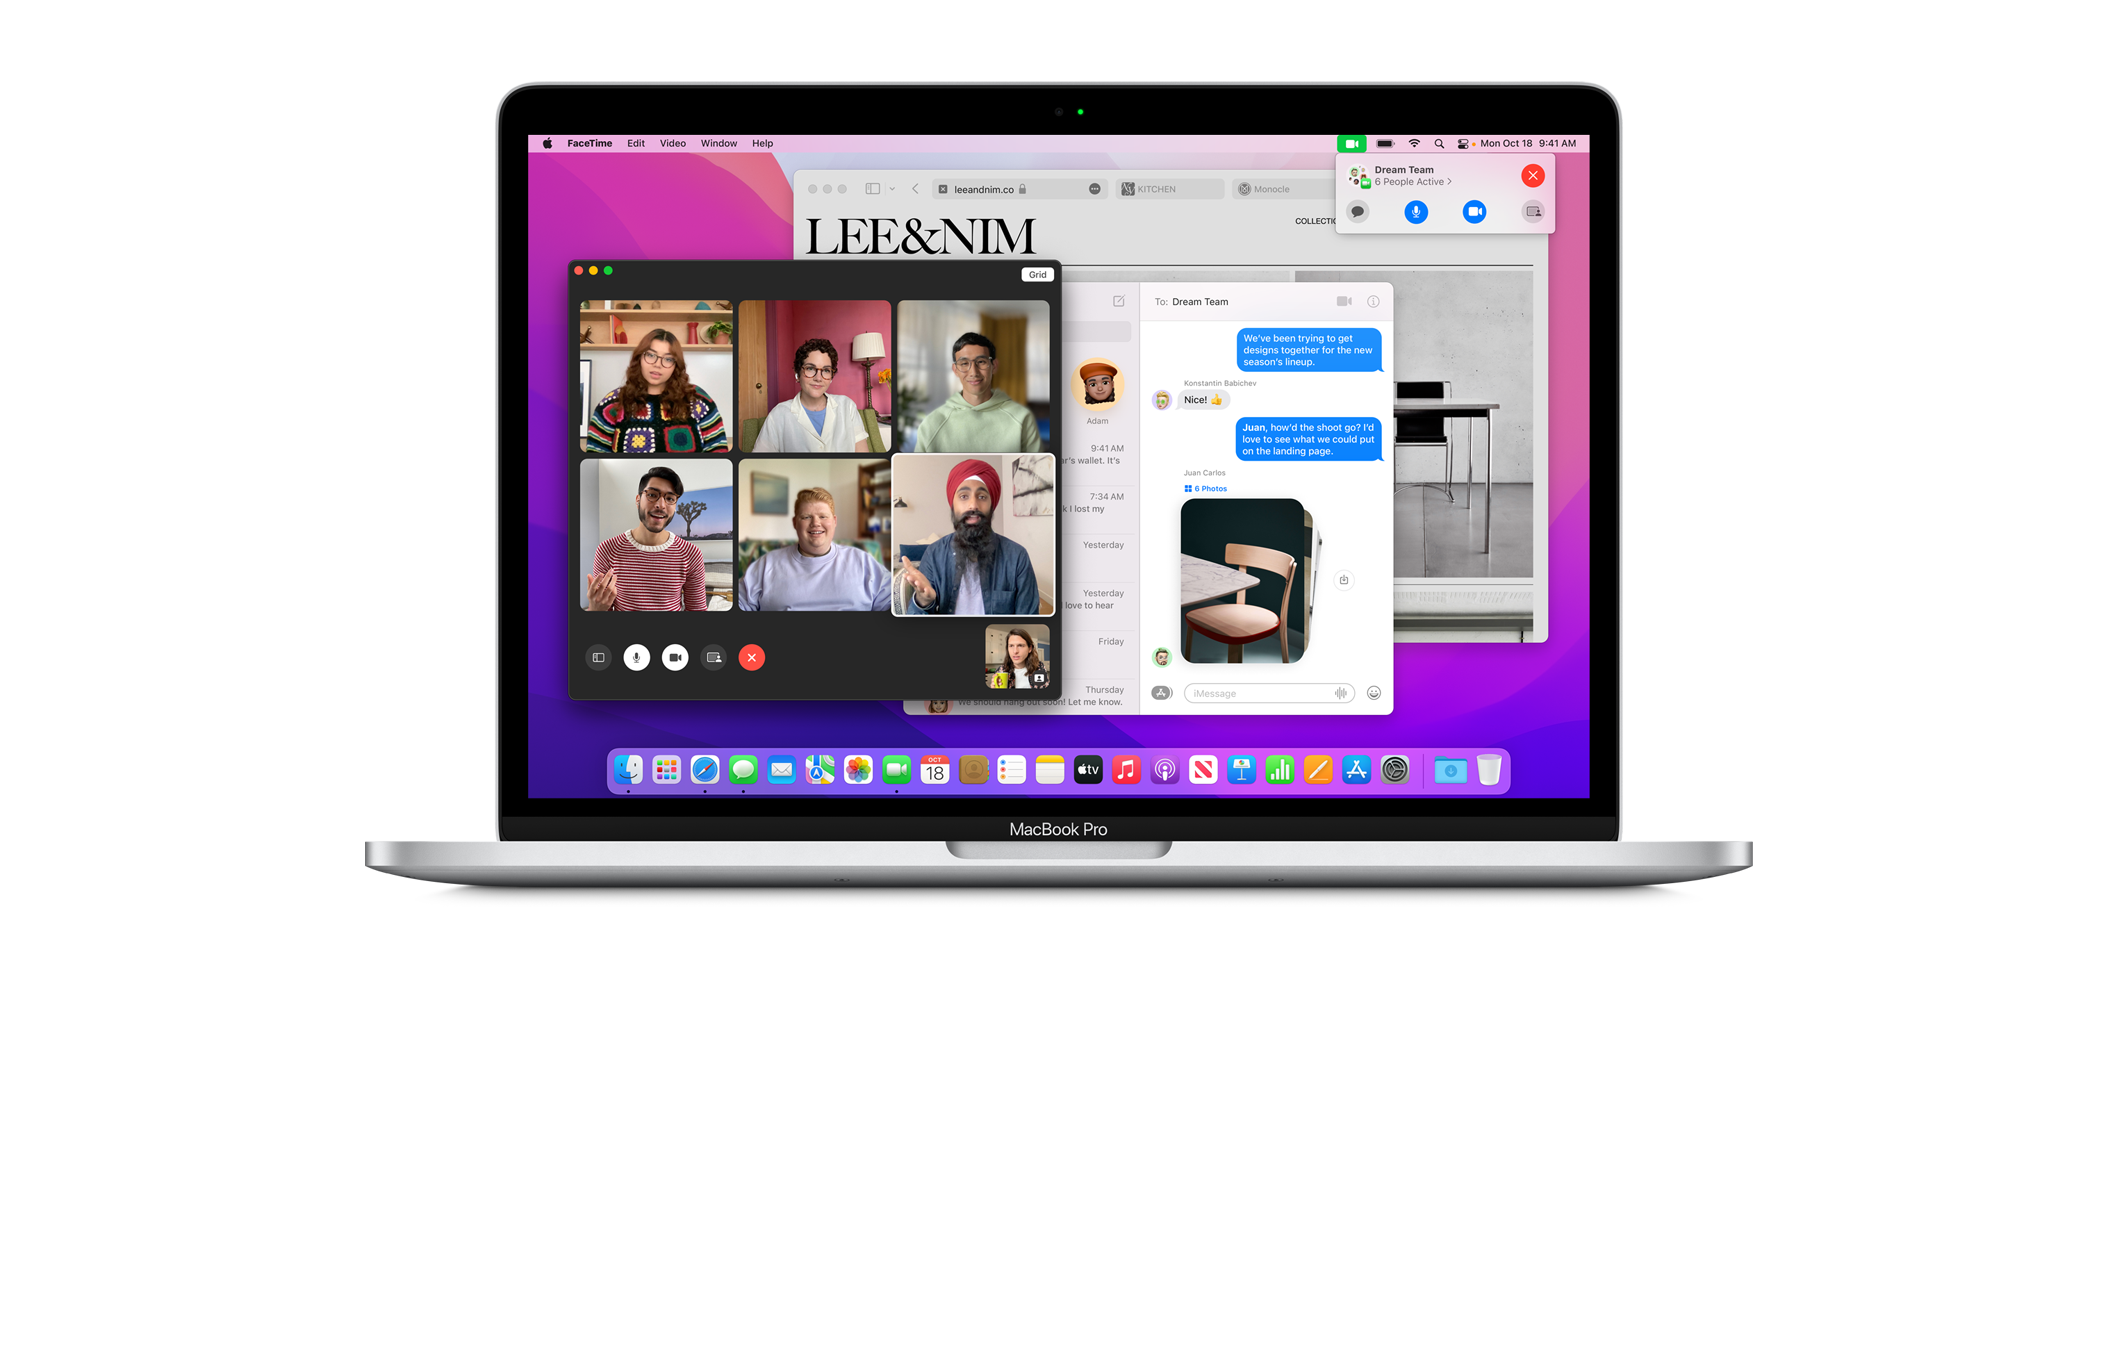 FaceTime Edit Video Window Help
Mon Oct 18 9:41 AM
Dream Team
6 People Active >
leeandnim.co
KITCHEN
Monocle
LEE&NIM
COLLECTIO
Grid
Adam
9:41 AM
ar's wallet. It's
7:34 AM
k I lost my
Yesterday
Yesterday
love to hear
Friday
Thursday
We should hang out soon! Let me know.
To: Dream Team
We've been trying to get
designs together for the new
season's lineup.
Konstantin Babichev
Nice! 👍
Juan, how'd the shoot go? I'd
love to see what we could put
on the landing page.
Juan Carlos
6 Photos
iMessage
OCT
18
tv
MacBook Pro